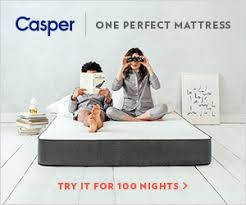 Casper
ONE PERFECT MATTRESS
TRY IT FOR 100 NIGHTS >